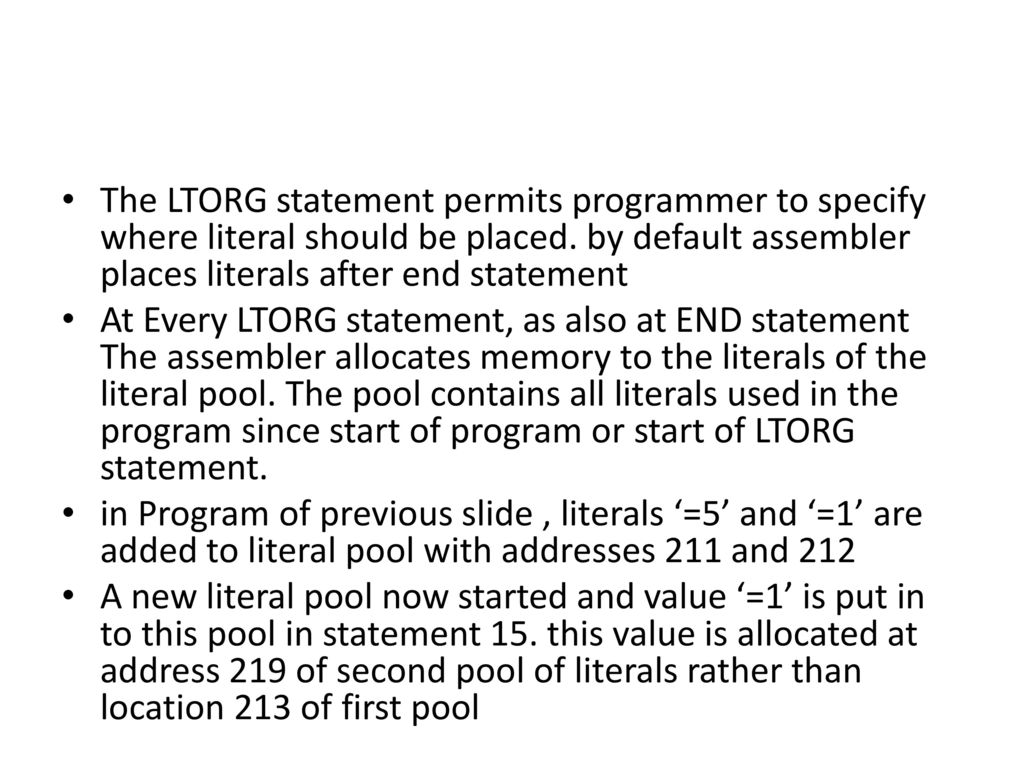 • The LTORG statement permits programmer to specify
where literal should be placed. by default assembler
places literals after end statement
• At Every LTORG statement, as also at END statement
The assembler allocates memory to the literals of the
literal pool. The pool contains all literals used in the
program since start of program or start of LTORG
statement.
• in Program of previous slide , literals ‘=5’ and ‘=1’ are
added to literal pool with addresses 211 and 212
• A new literal pool now started and value ‘=1’ is put in
to this pool in statement 15. this value is allocated at
address 219 of second pool of literals rather than
location 213 of first pool